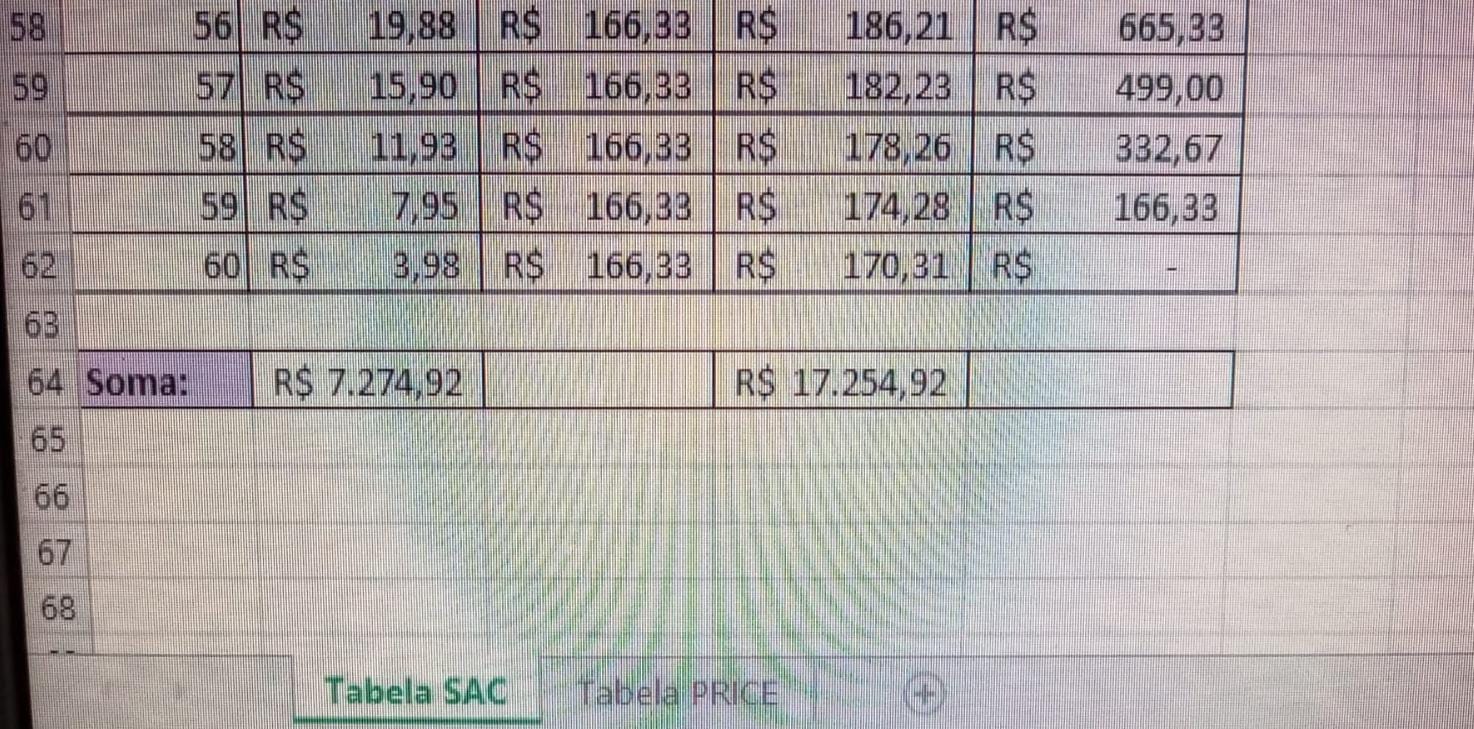 58 56 R$ 19,88 R$ 166,33 R$ 186,21 R$ 665,33
59 57 R$ 15,90 R$ 166,33 R$ 182,23 R$ 499,00
60 58 R$ 11,93 R$ 166,33 R$ 178,26 R$ 332,67
61 59 R$ 7,95 R$ 166,33 R$ 174,28 R$ 166,33
62 60 R$ 3,98 R$ 166,33 R$ 170,31 R$ -
63
64 Soma: R$ 7.274,92 R$ 17.254,92
65
66
67
68
Tabela SAC Tabela PRICE